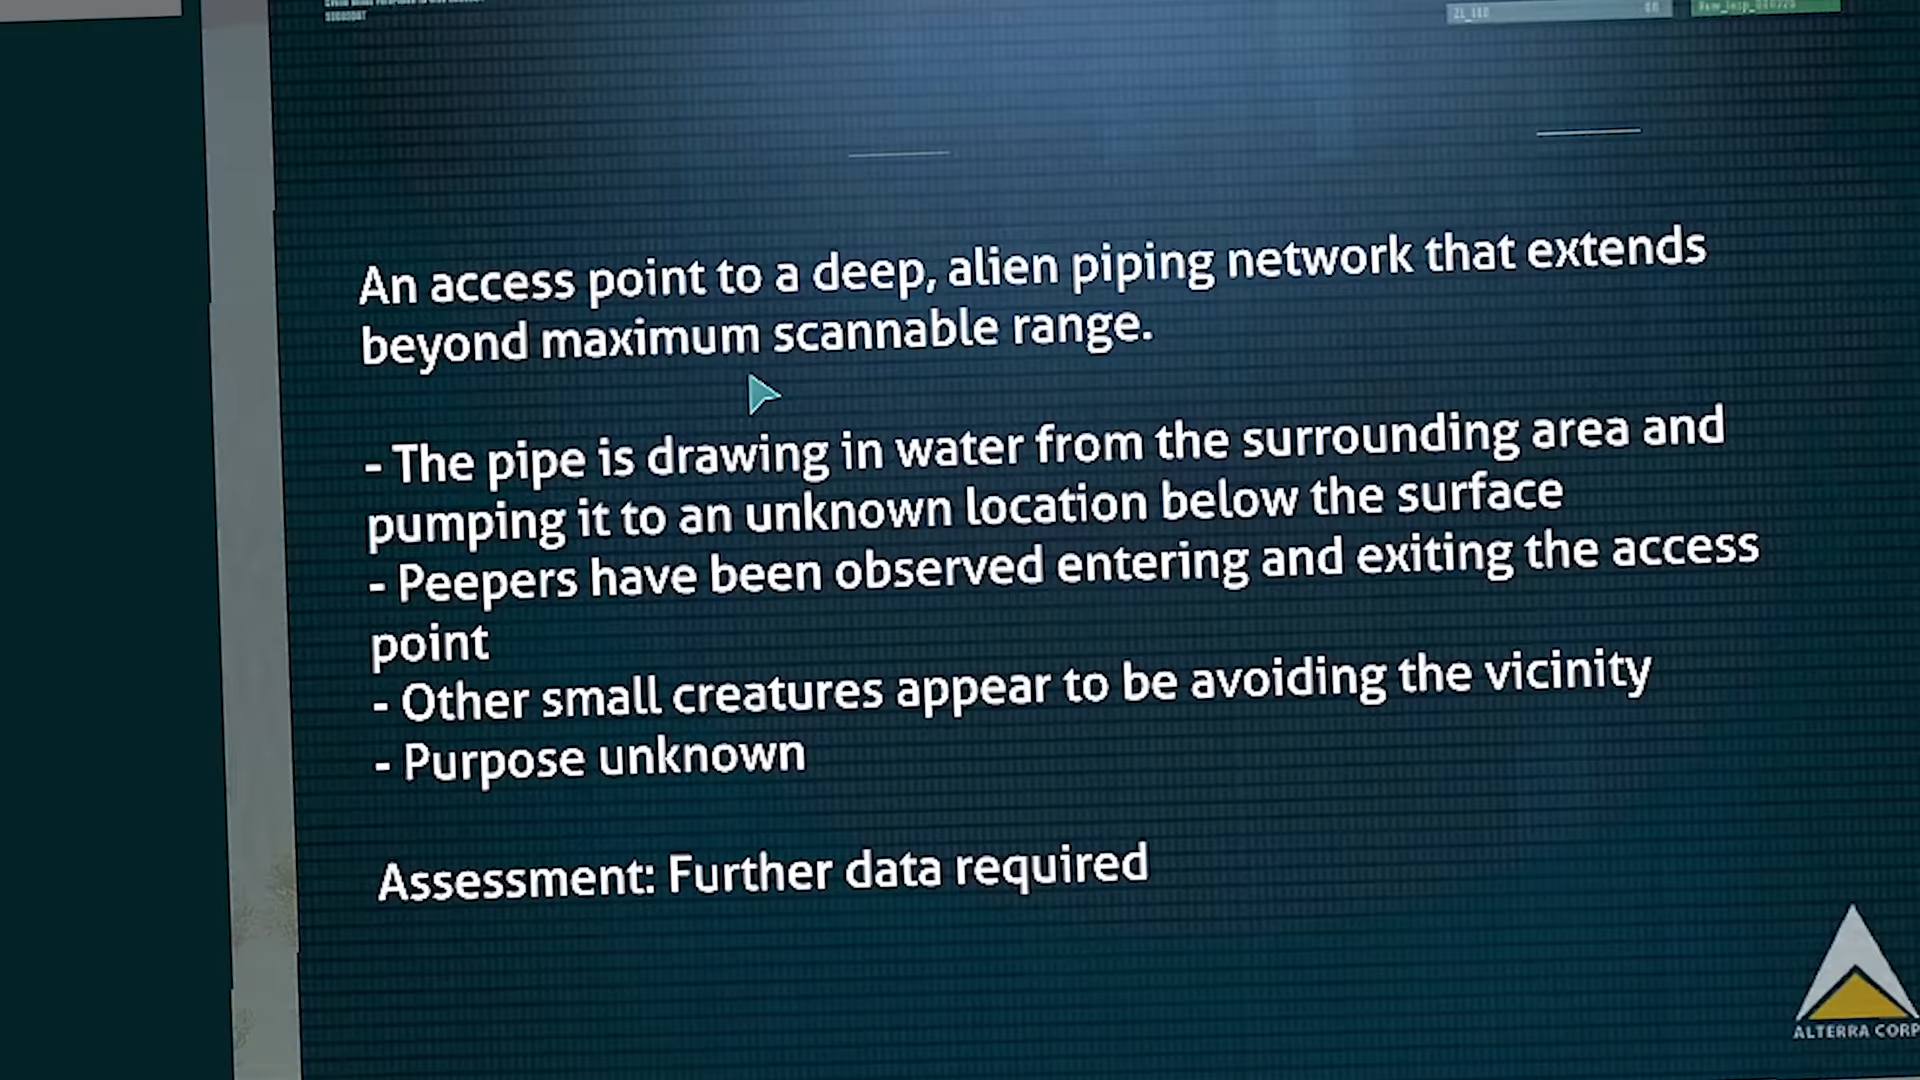 An access point to a deep, alien piping network that extends
beyond maximum scannable range.
- The pipe is drawing in water from the surrounding area and
pumping it to an unknown location below the surface
- Peepers have been observed entering and exiting the access
point
- Other small creatures appear to be avoiding the vicinity
- Purpose unknown
Assessment: Further data required
ALTERRA CORP